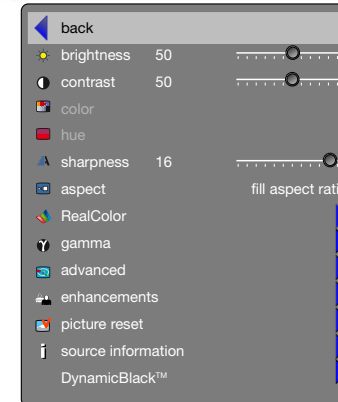 back
brightness 50
contrast 50
color
hue
sharpness 16
aspect fill aspect rati
RealColor
gamma
advanced
enhancements
picture reset
source information
DynamicBlack™